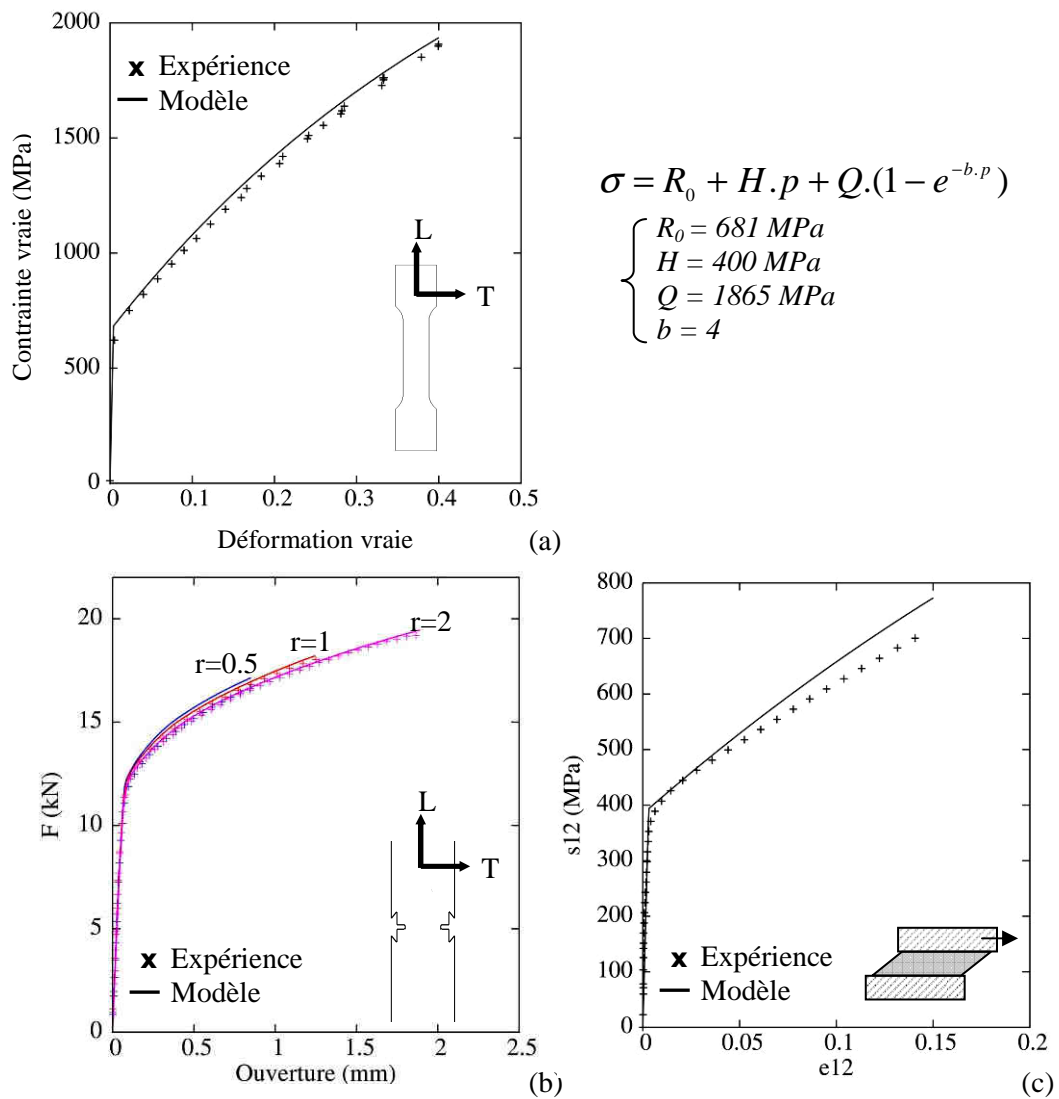 2000
1500
1000
500
0
Contrainte vraie (MPa)
x Expérience
Modèle
L
T
0 0.1 0.2 0.3 0.4 0.5
Déformation vraie
(a)
σ = R₀ + H.p + Q.(1 − e^{-b.p})
R₀ = 681 MPa
H = 400 MPa
Q = 1865 MPa
b = 4
20
15
10
5
0
F (kN)
r=0.5
r=1
r=2
L
T
x Expérience
Modèle
0 0.5 1 1.5 2 2.5
Ouverture (mm)
(b)
800
700
600
500
400
300
200
100
0
s12 (MPa)
x Expérience
Modèle
0 0.05 0.1 0.15 0.2
e12
(c)